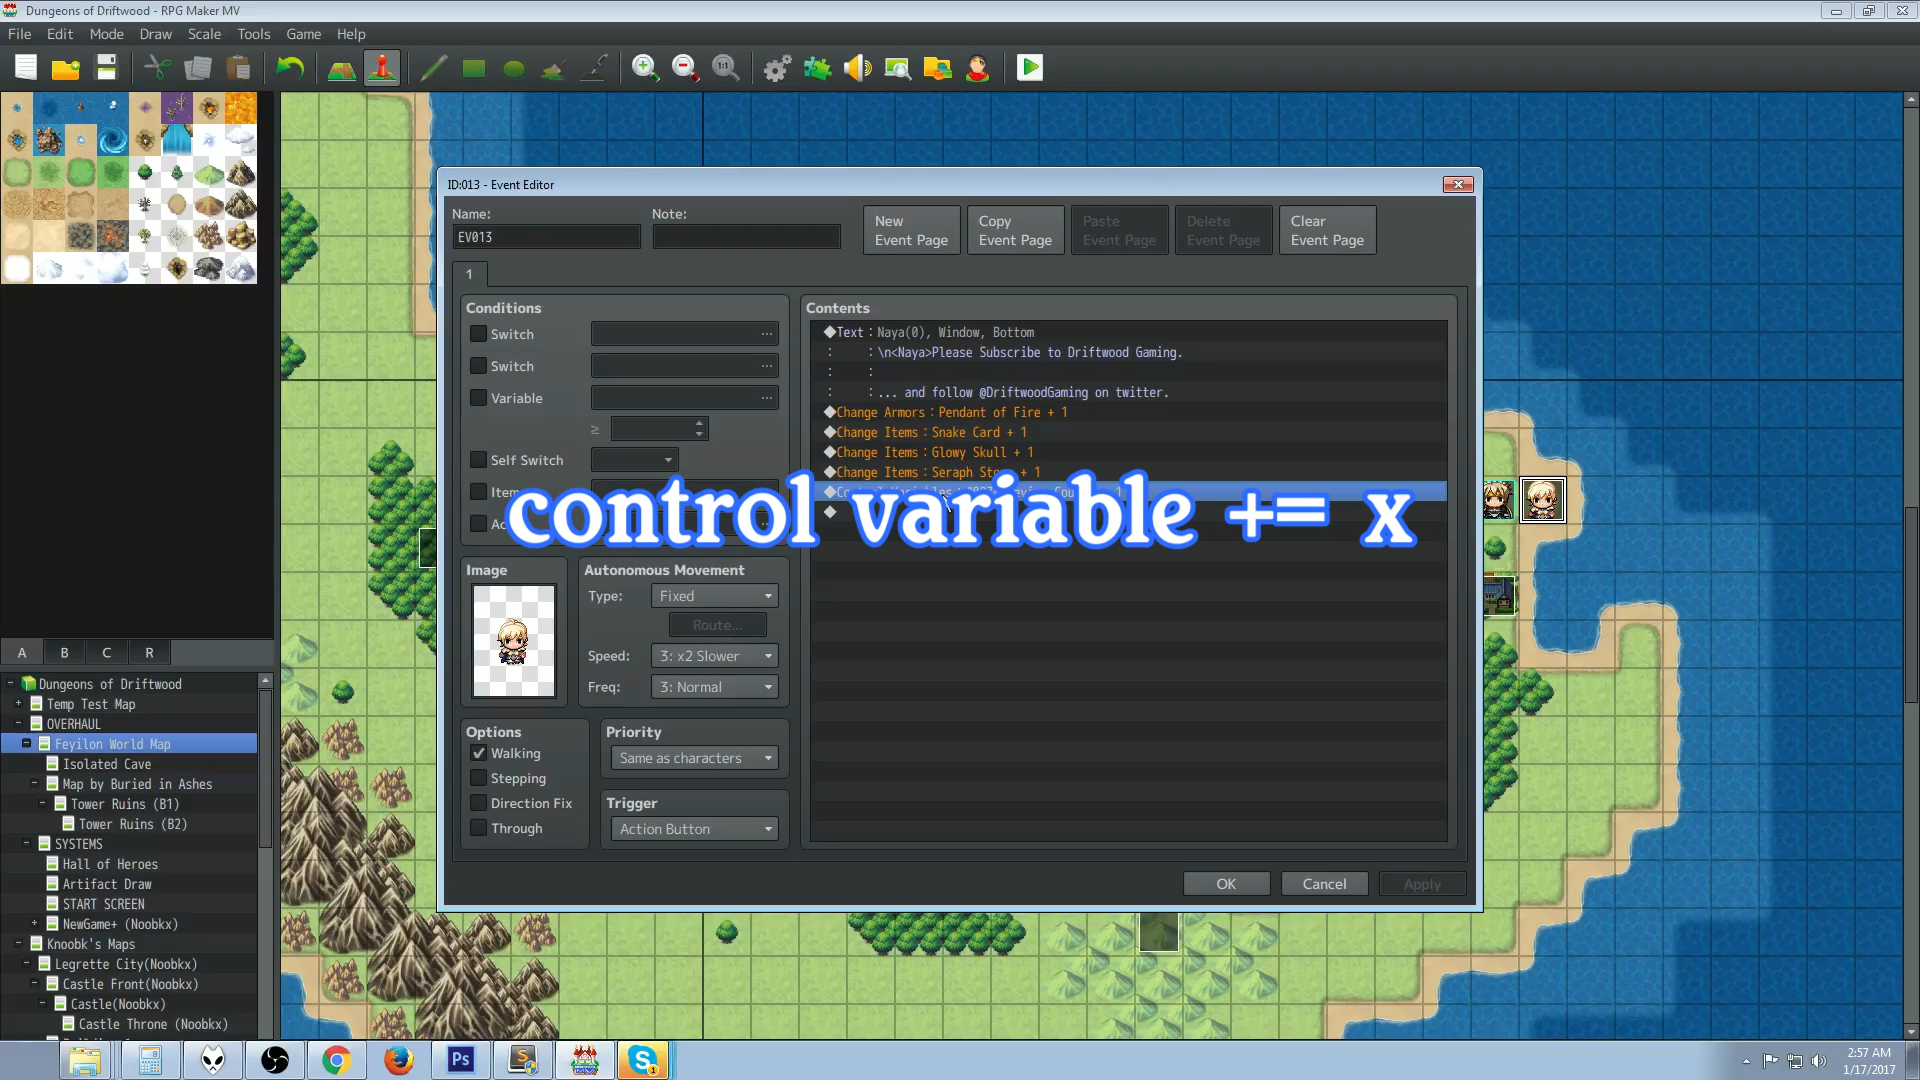 Dungeons of Driftwood - RPG Maker MV
File Edit Mode Draw Scale Tools Game Help
ID:013 - Event Editor
Name:
Note:
EV013
New Event Page
Copy Event Page
Paste Event Page
Delete Event Page
Clear Event Page
1
Conditions
Switch
Switch
Variable
≥
Self Switch
Image
Autonomous Movement
Type: Fixed
Route...
Speed: 3: x2 Slower
Freq: 3: Normal
Options
Walking
Stepping
Direction Fix
Through
Priority
Same as characters
Trigger
Action Button
Contents
◆Text：Naya(0), Window, Bottom
：　：\n<Naya>Please Subscribe to Driftwood Gaming.
：　：
：　：... and follow @DriftwoodGaming on twitter.
◆Change Armors：Pendant of Fire + 1
◆Change Items：Snake Card + 1
◆Change Items：Glowy Skull + 1
◆Change Items：Seraph + 1
◆
control variable += x
OK
Cancel
Apply
A B C R
Dungeons of Driftwood
Temp Test Map
OVERHAUL
Feyilon World Map
Isolated Cave
Map by Buried in Ashes
Tower Ruins (B1)
Tower Ruins (B2)
SYSTEMS
Hall of Heroes
Artifact Draw
START SCREEN
NewGame+ (Noobkx)
Knoobk's Maps
Legrette City(Noobkx)
Castle Front(Noobkx)
Castle(Noobkx)
Castle Throne (Noobkx)
Ps
S
2:57 AM
1/17/2017